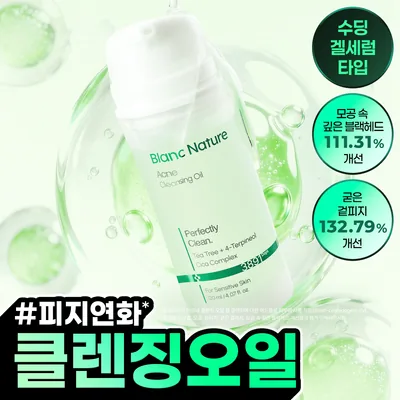 수딩
겔세럼
타입
모공 속
깊은 블랙헤드
111.31%
개선
굳은
겉피지
132.79%
개선
Blanc Nature
Acne
Cleansing Oil
Perfectly
Clean.
Tea Tree + 4-Terpineol
Cica Complex
3891
For Sensitive Skin
#피지연화*
클렌징오일